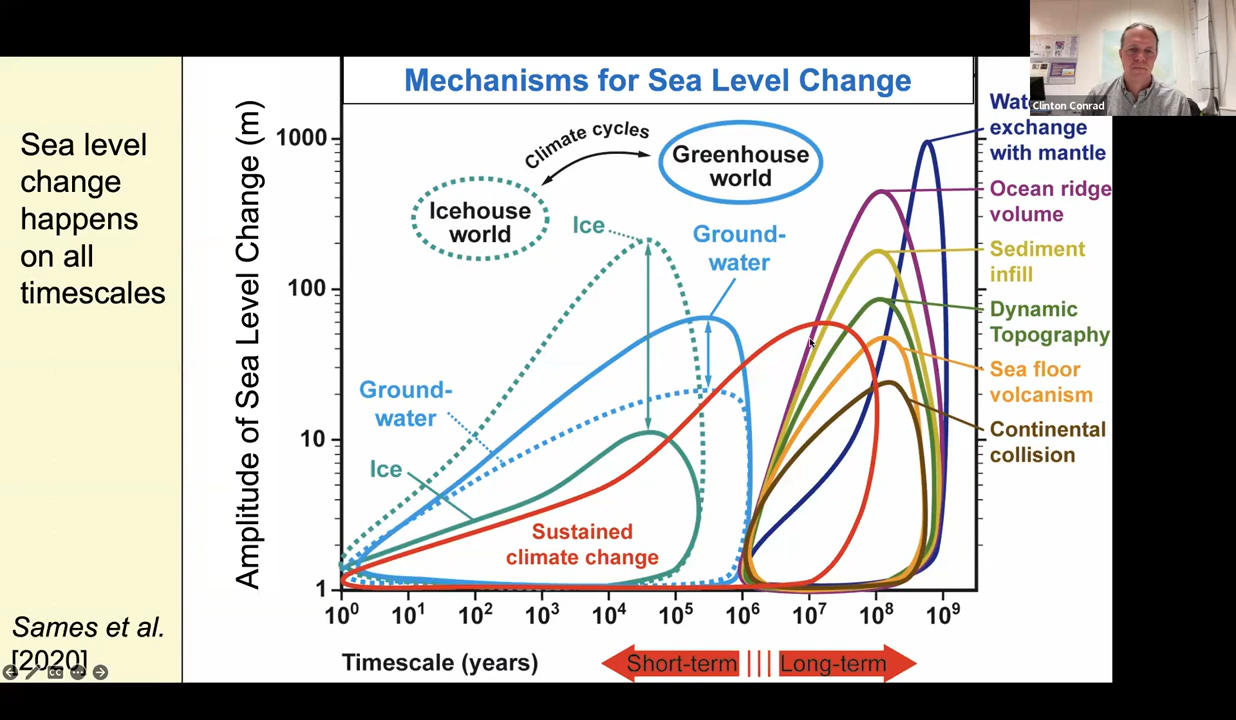 Mechanisms for Sea Level Change
Sea level
change
happens
on all
timescales
Sames et al.
[2020]
Amplitude of Sea Level Change (m)
1000
100
10
1
Climate cycles
Greenhouse
world
Icehouse
world
Ice
Ground-
water
Ground-
water
Ice
Sustained
climate change
Clinton Conrad
exchange
with mantle
Ocean ridge
volume
Sediment
infill
Dynamic
Topography
Sea floor
volcanism
Continental
collision
10⁰ 10¹ 10² 10³ 10⁴ 10⁵ 10⁶ 10⁷ 10⁸ 10⁹
Timescale (years)
Short-term
Long-term